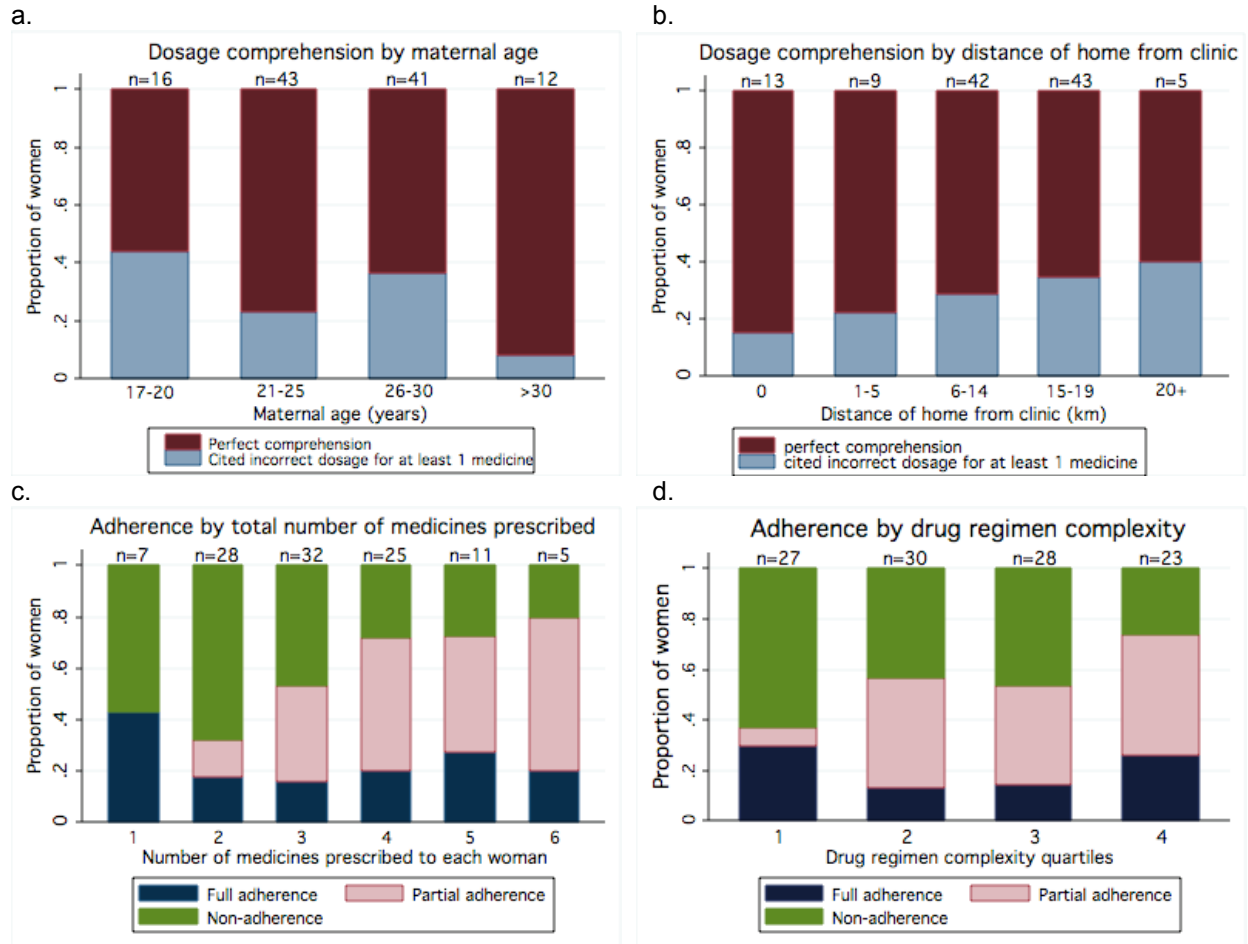 a.
Dosage comprehension by maternal age
n=16 n=43 n=41 n=12
Proportion of women
1
.8
.6
.4
.2
0
17-20 21-25 26-30 >30
Maternal age (years)
Perfect comprehension
Cited incorrect dosage for at least 1 medicine
b.
Dosage comprehension by distance of home from clinic
n=13 n=9 n=42 n=43 n=5
Proportion of women
1
.8
.6
.4
.2
0
0 1-5 6-14 15-19 20+
Distance of home from clinic (km)
perfect comprehension
cited incorrect dosage for at least 1 medicine
c.
Adherence by total number of medicines prescribed
n=7 n=28 n=32 n=25 n=11 n=5
Proportion of women
1
.8
.6
.4
.2
0
1 2 3 4 5 6
Number of medicines prescribed to each woman
Full adherence Partial adherence
Non-adherence
d.
Adherence by drug regimen complexity
n=27 n=30 n=28 n=23
Proportion of women
1
.8
.6
.4
.2
0
1 2 3 4
Drug regimen complexity quartiles
Full adherence Partial adherence
Non-adherence